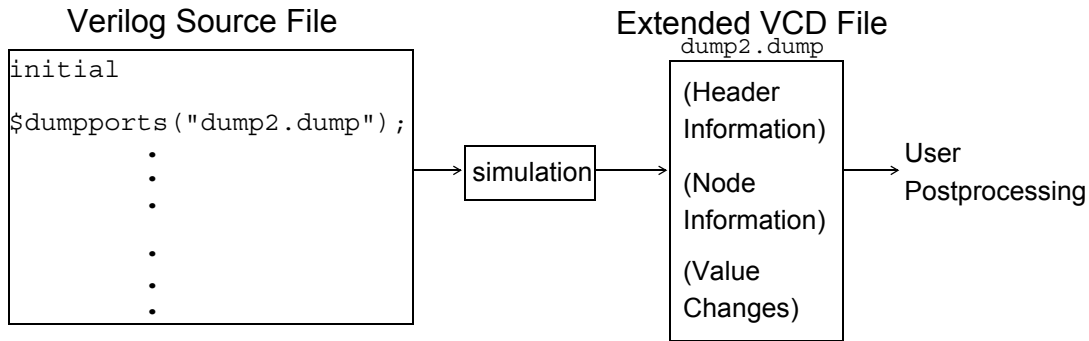 Verilog Source File
initial
$dumpports("dump2.dump");
simulation
Extended VCD File
dump2.dump
(Header
Information)
(Node
Information)
(Value
Changes)
User
Postprocessing